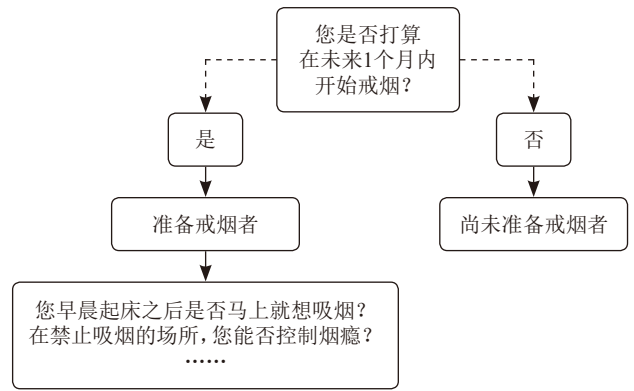 您是否打算
在未来1个月内
开始戒烟？
是
否
准备戒烟者
尚未准备戒烟者
您早晨起床之后是否马上就想吸烟？
在禁止吸烟的场所，您能否控制烟瘾？
……